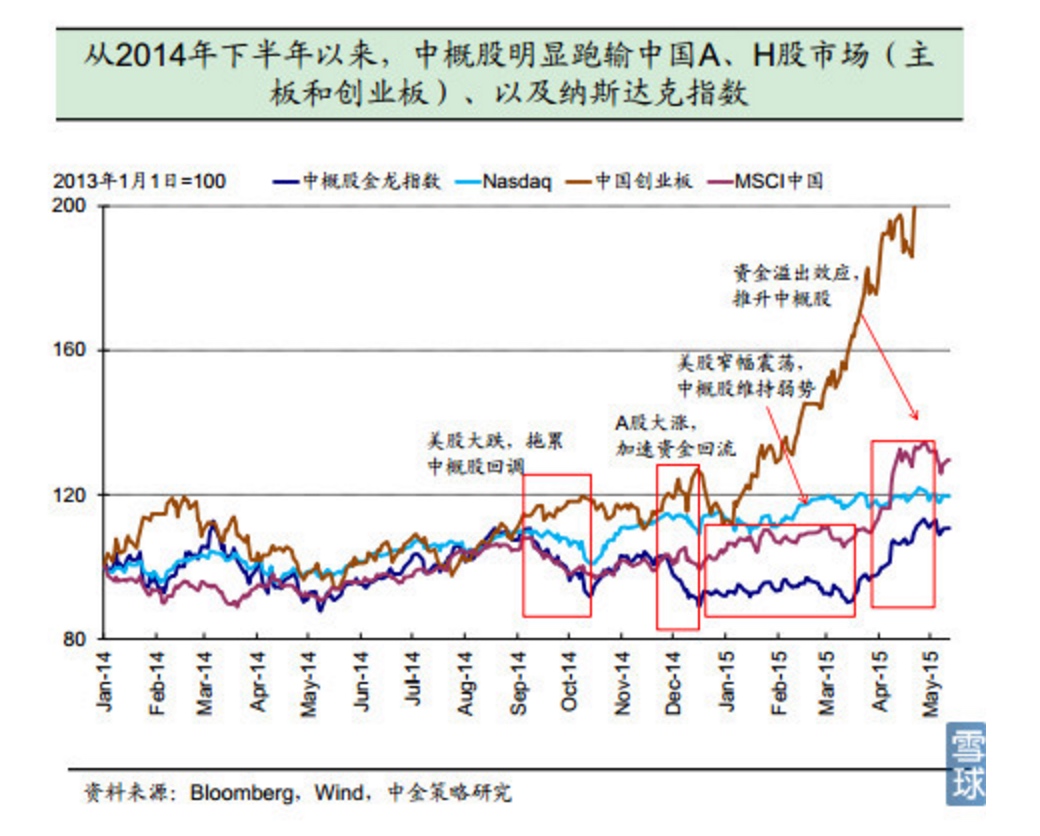 从2014年下半年以来，中概股明显跑输中国A、H股市场（主
板和创业板）、以及纳斯达克指数
2013年1月1日=100
中概股金龙指数
Nasdaq
中国创业板
MSCI中国
200
160
120
80
资金溢出效应，
推升中概股
美股窄幅震荡，
中概股维持弱势
A股大涨，
加速资金回流
美股大跌，拖累
中概股回调
Jan-14
Feb-14
Mar-14
Apr-14
May-14
Jun-14
Jul-14
Aug-14
Sep-14
Oct-14
Nov-14
Dec-14
Jan-15
Feb-15
Mar-15
Apr-15
May-15
雪
球
资料来源：Bloomberg，Wind，中金策略研究